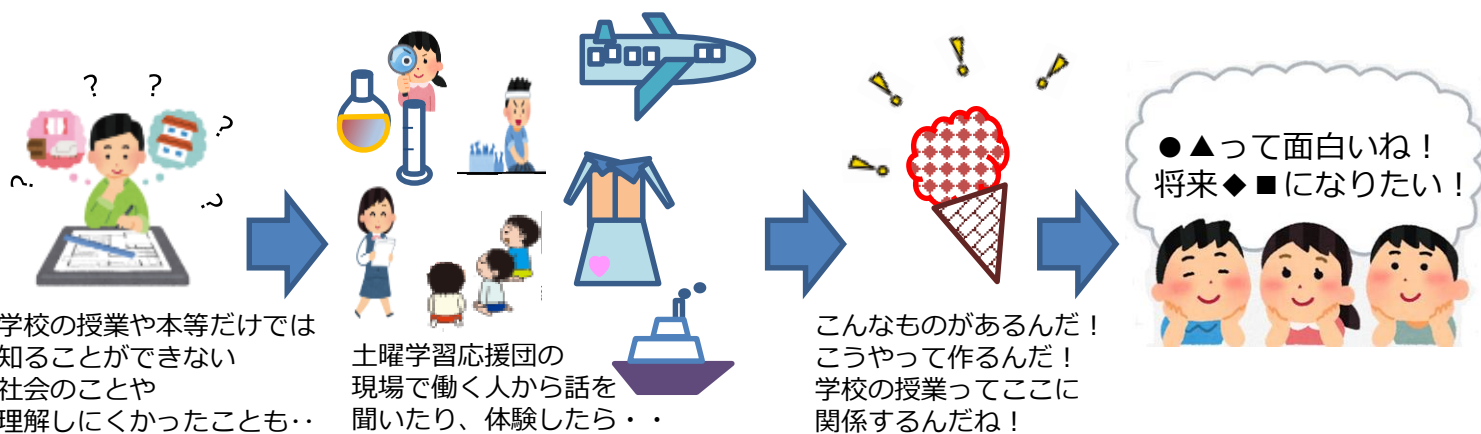 ? ? ? ? ?
学校の授業や本等だけでは
知ることができない
社会のことや
理解しにくかったことも‥
土曜学習応援団の
現場で働く人から話を
聞いたり、体験したら・・
こんなものがあるんだ！
こうやって作るんだ！
学校の授業ってここに
関係するんだね！
●▲って面白いね！
将来◆■になりたい！